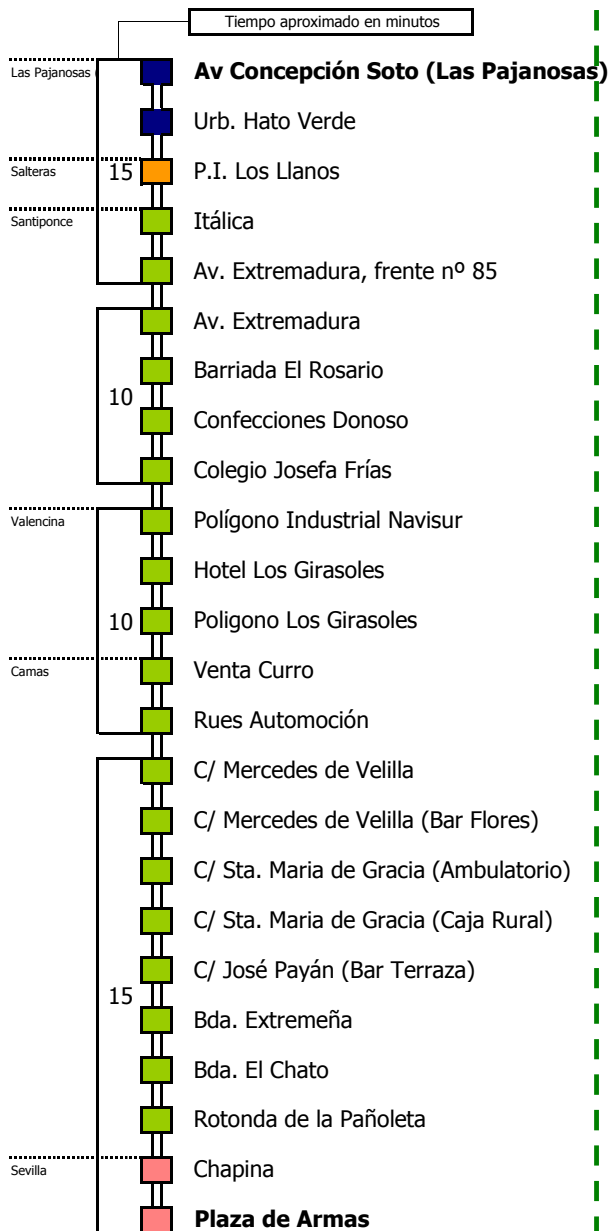 Tiempo aproximado en minutos
Las Pajanosas Av Concepción Soto (Las Pajanosas)
Urb. Hato Verde
Salteras 15 P.I. Los Llanos
Santiponce Itálica
Av. Extremadura, frente nº 85
Av. Extremadura
Barriada El Rosario
10
Confecciones Donoso
Colegio Josefa Frías
Valencina Polígono Industrial Navisur
Hotel Los Girasoles
10 Poligono Los Girasoles
Camas Venta Curro
Rues Automoción
C/ Mercedes de Velilla
C/ Mercedes de Velilla (Bar Flores)
C/ Sta. Maria de Gracia (Ambulatorio)
C/ Sta. Maria de Gracia (Caja Rural)
C/ José Payán (Bar Terraza)
15
Bda. Extremeña
Bda. El Chato
Rotonda de la Pañoleta
Sevilla Chapina
Plaza de Armas